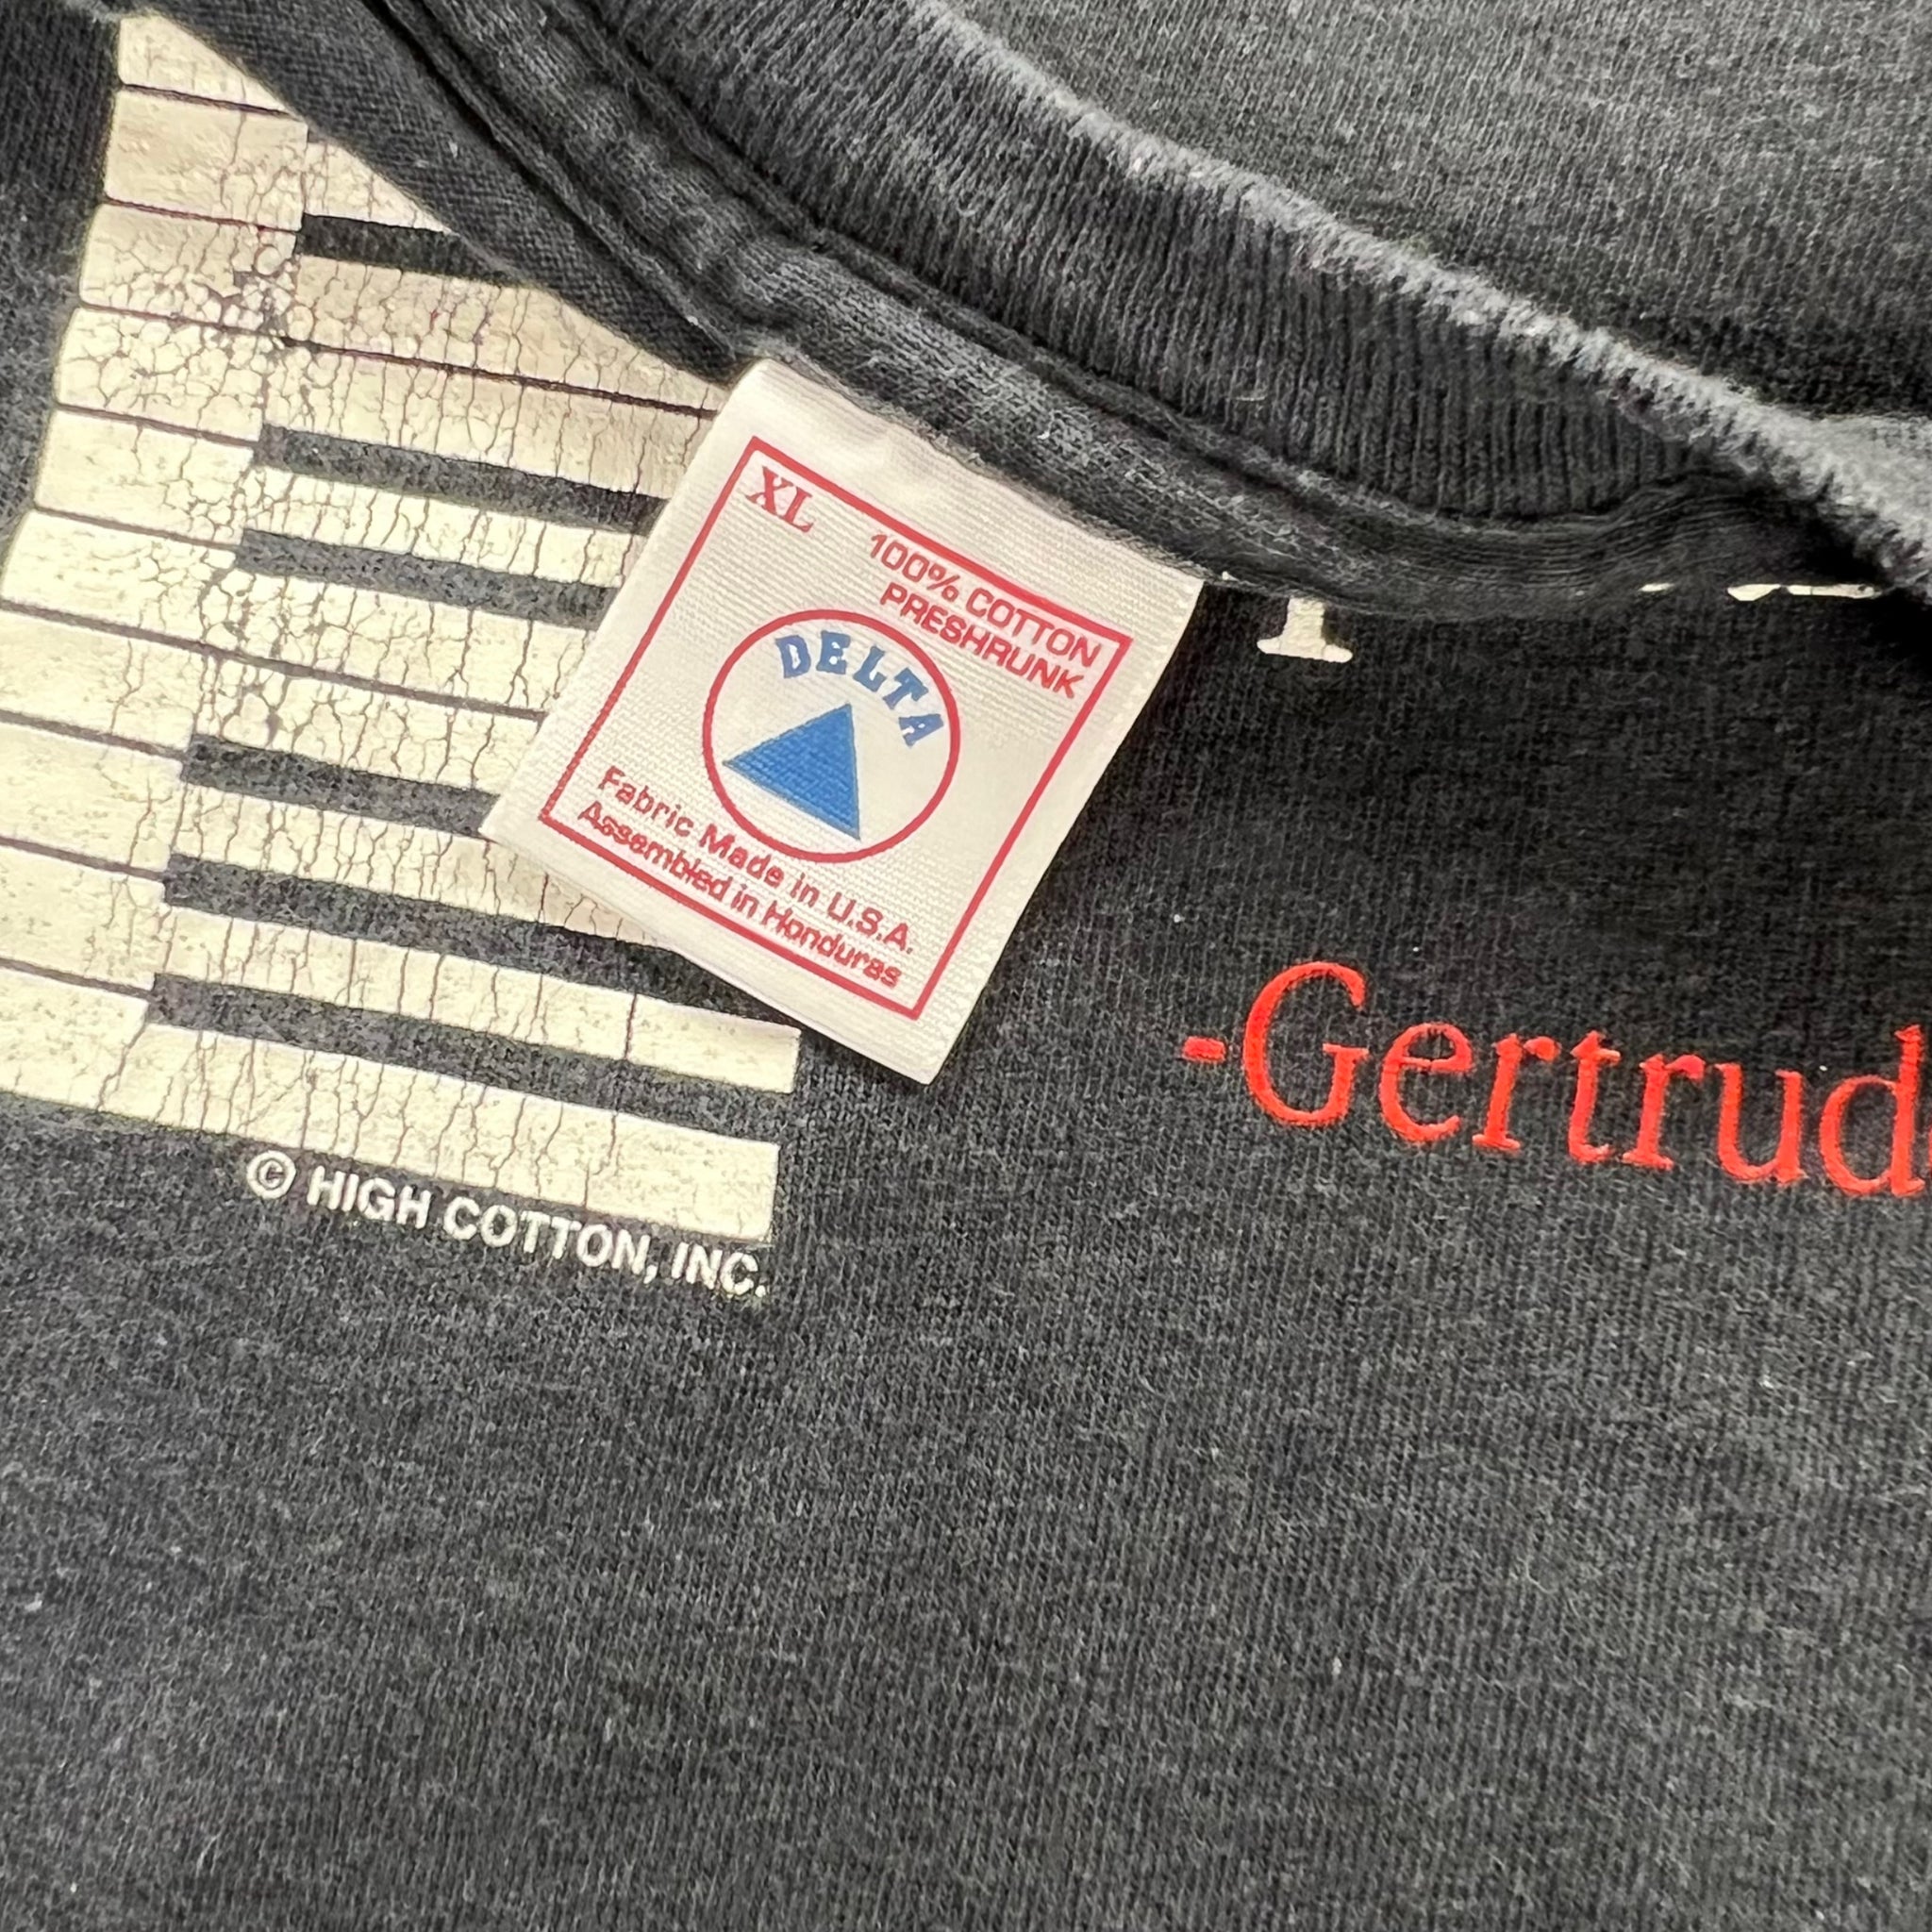 XL
100% COTTON
PRESHRUNK
DELTA
Fabric Made in U.S.A.
Assembled in Honduras
-Gertrud
© HIGH COTTON, INC.